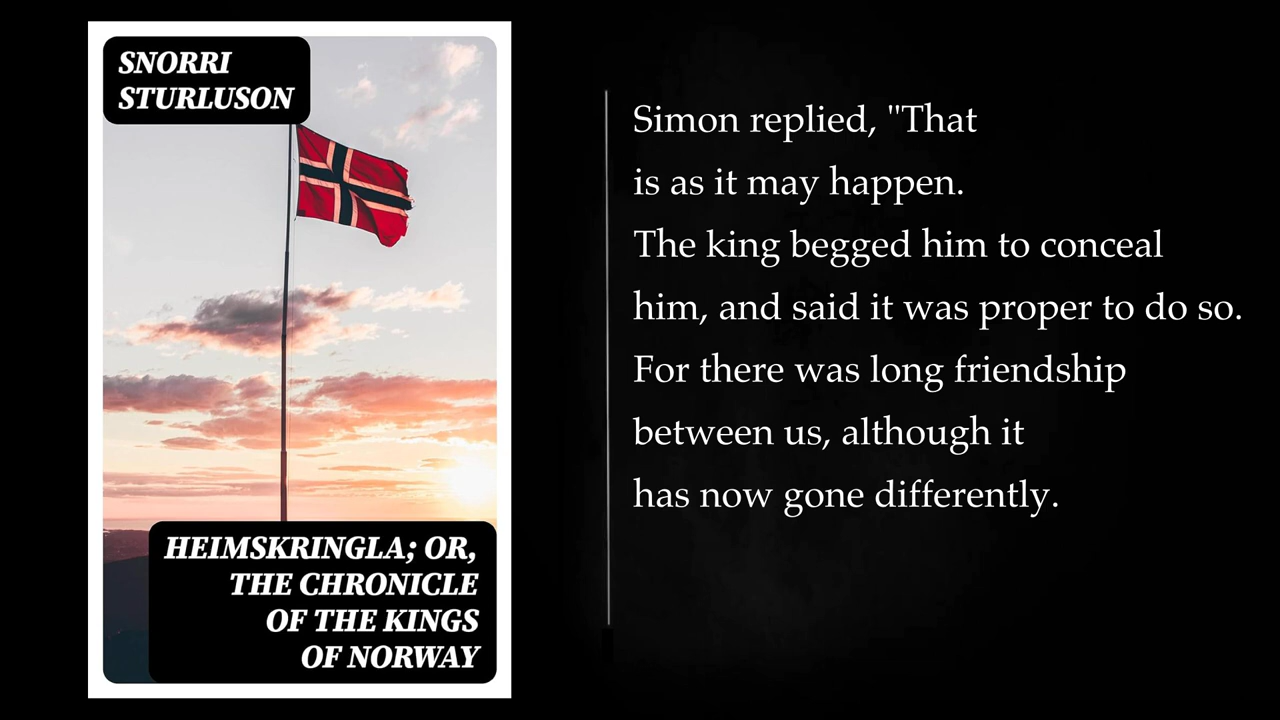 SNORRI
STURLUSON
HEIMSKRINGLA; OR,
THE CHRONICLE
OF THE KINGS
OF NORWAY
Simon replied, "That
is as it may happen.
The king begged him to conceal
him, and said it was proper to do so.
For there was long friendship
between us, although it
has now gone differently.